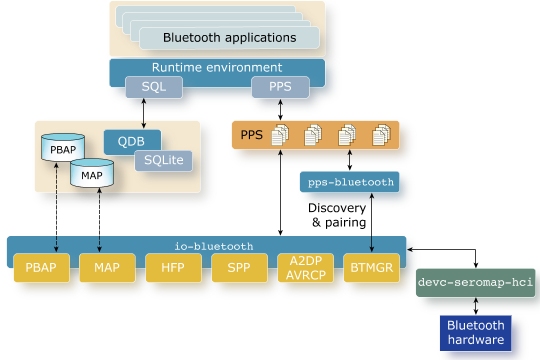 Bluetooth applications
Runtime environment
SQL
PPS
PBAP
MAP
QDB
SQLite
PPS
pps-bluetooth
Discovery
& pairing
io-bluetooth
PBAP
MAP
HFP
SPP
A2DP
AVRCP
BTMGR
devc-seromap-hci
Bluetooth
hardware